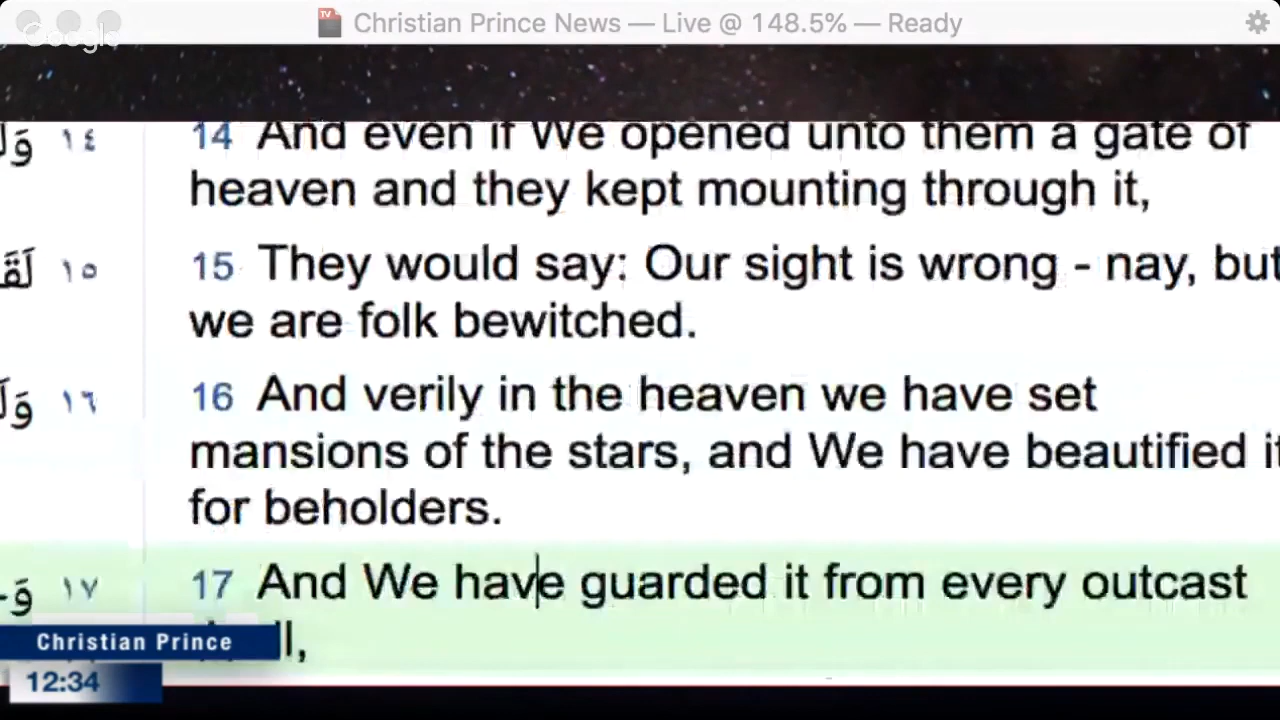 Google
Christian Prince News — Live @ 148.5% — Ready
١٤ 14 And even if We opened unto them a gate of
heaven and they kept mounting through it,
لَقَ ١٥ 15 They would say: Our sight is wrong - nay, but
we are folk bewitched.
١٦ 16 And verily in the heaven we have set
mansions of the stars, and We have beautified it
for beholders.
١٧ 17 And We have guarded it from every outcast
Christian Prince
12:34